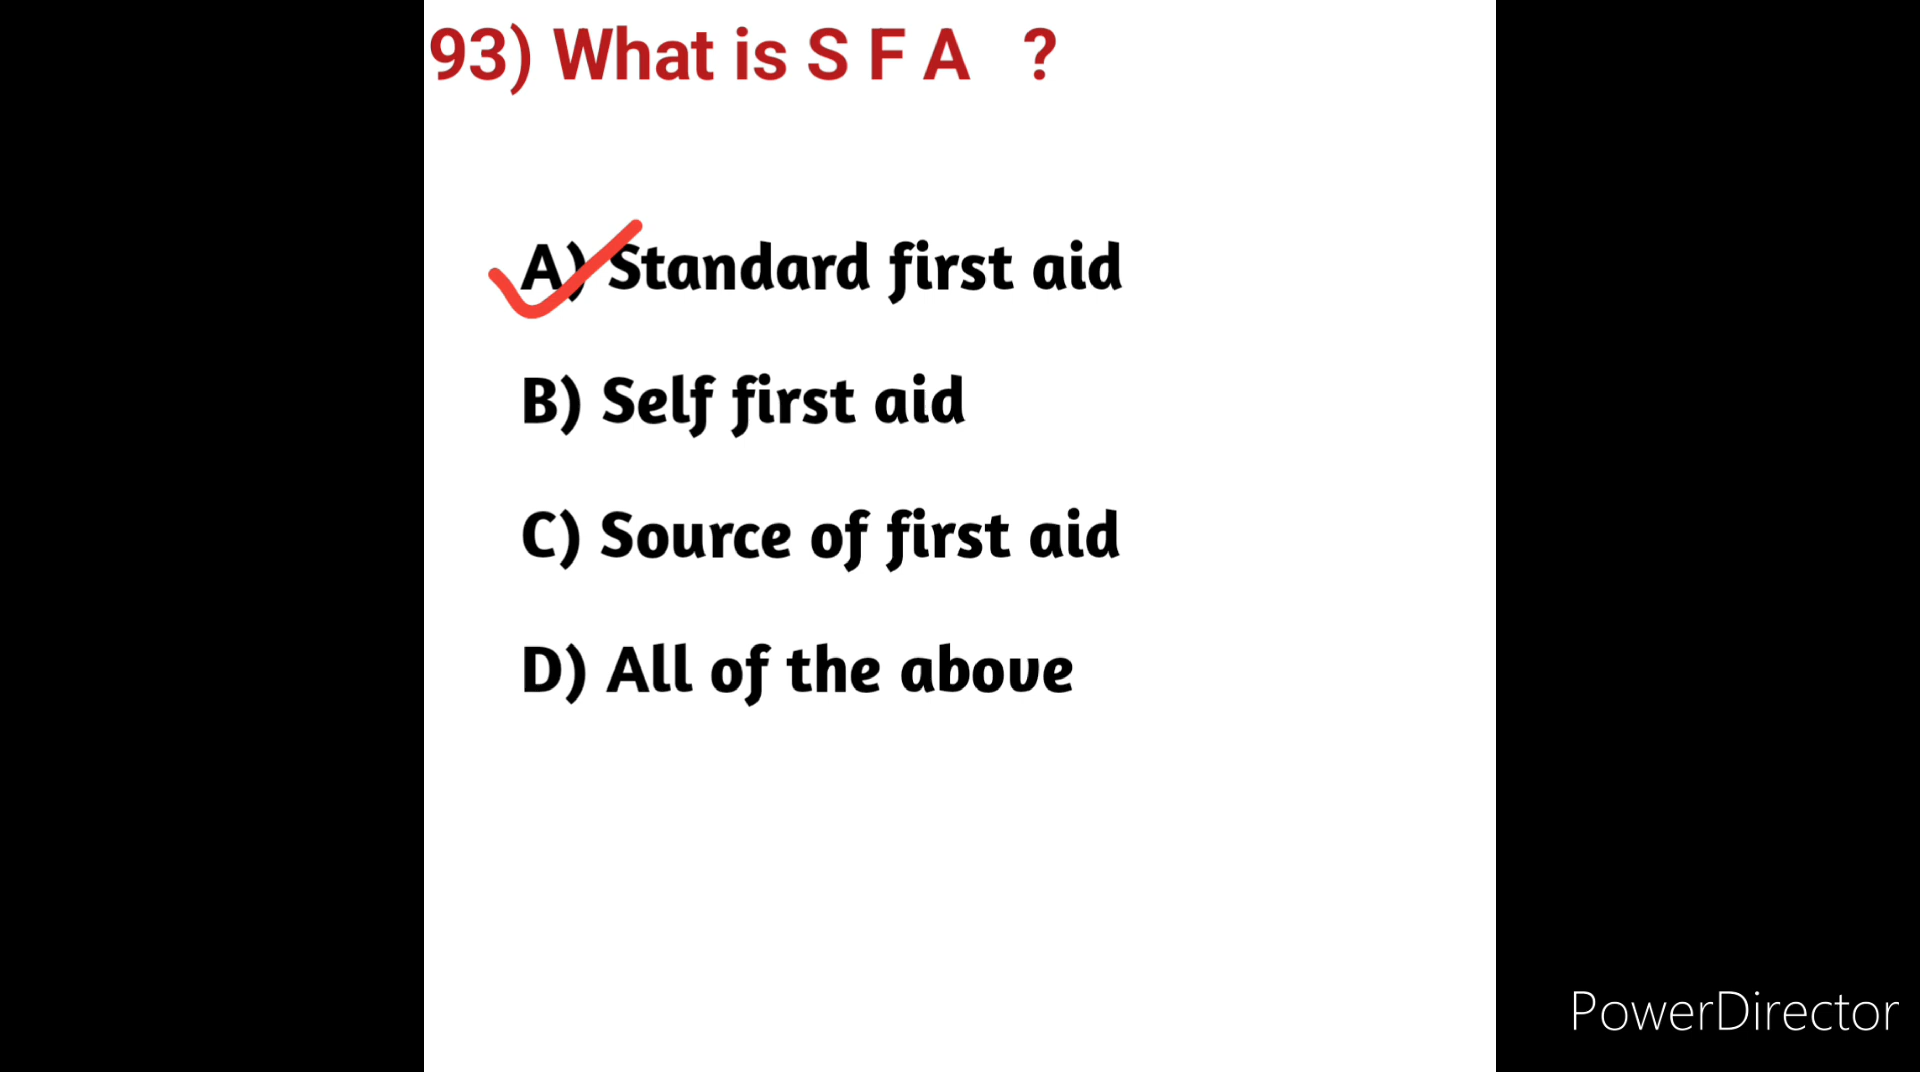 93) What is S F A ?
A) Standard first aid
B) Self first aid
C) Source of first aid
D) All of the above
PowerDirector